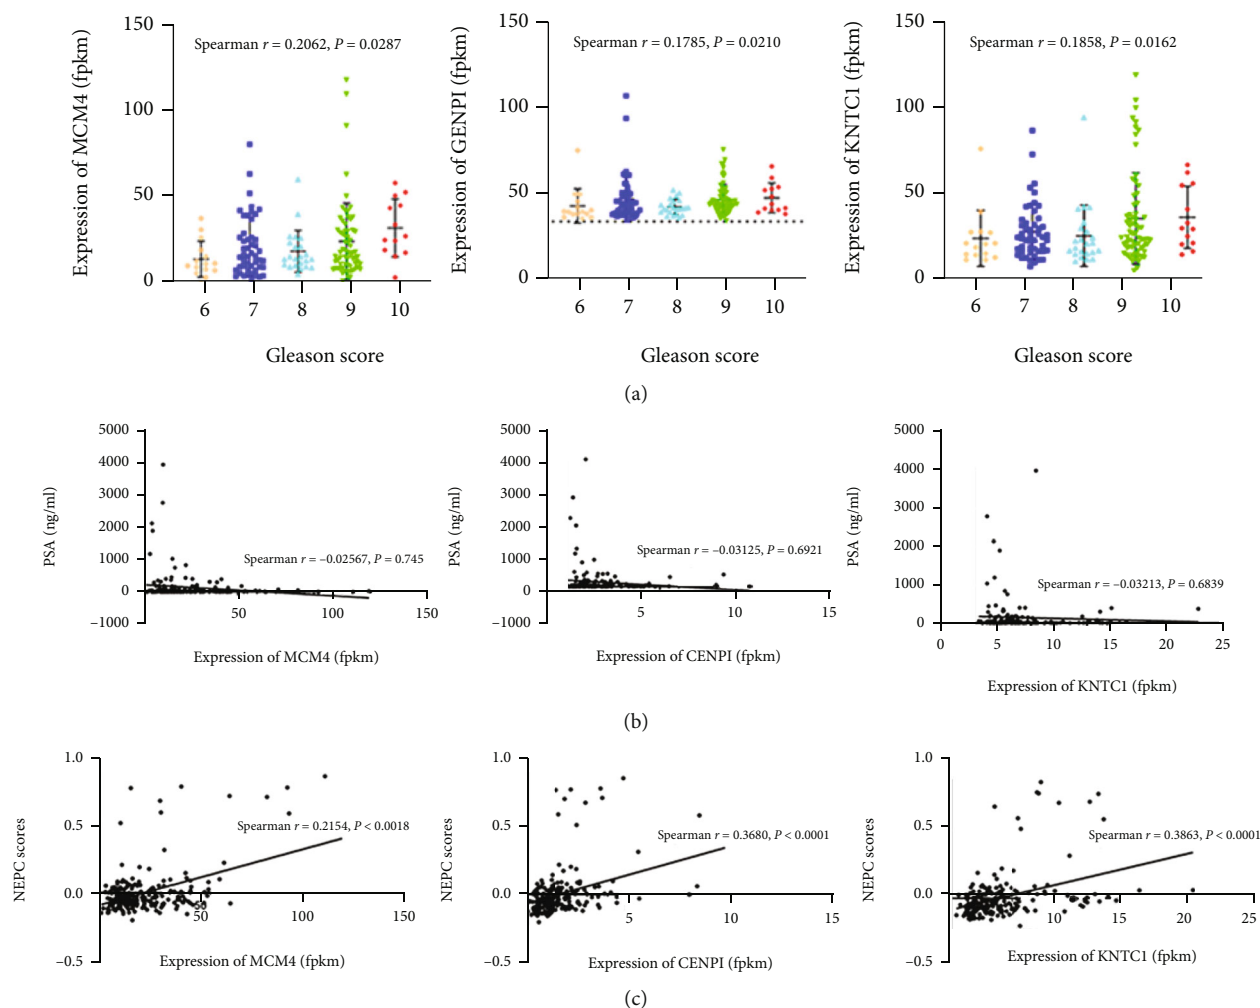 Spearman r = 0.2062, P = 0.0287
Expression of MCM4 (fpkm)
150
100
50
0
6 7 8 9 10
Gleason score
Spearman r = 0.1785, P = 0.0210
Expression of GENPI (fpkm)
150
100
50
0
6 7 8 9 10
Gleason score
Spearman r = 0.1858, P = 0.0162
Expression of KNTC1 (fpkm)
150
100
50
0
6 7 8 9 10
Gleason score
(a)
PSA (ng/ml)
5000
4000
3000
2000
1000
0
–1000
Spearman r = –0.02567, P = 0.745
50 100 150
Expression of MCM4 (fpkm)
PSA (ng/ml)
5000
4000
3000
2000
1000
0
–1000
Spearman r = –0.03125, P = 0.6921
5 10 15
Expression of CENPI (fpkm)
PSA (ng/ml)
5000
4000
3000
2000
1000
0
Spearman r = –0.03213, P = 0.6839
0 5 10 15 20 25
Expression of KNTC1 (fpkm)
(b)
NEPC scores
1.0
0.5
0.0
–0.5
Spearman r = 0.2154, P < 0.0018
50 100 150
Expression of MCM4 (fpkm)
NEPC scores
1.0
0.5
0.0
–0.5
Spearman r = 0.3680, P < 0.0001
5 10 15
Expression of CENPI (fpkm)
NEPC scores
1.0
0.5
0.0
–0.5
Spearman r = 0.3863, P < 0.0001
10 15 20 25
Expression of KNTC1 (fpkm)
(c)